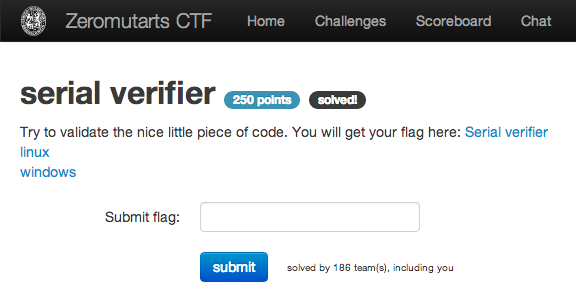 Zeromutarts CTF Home Challenges Scoreboard Chat
serial verifier 250 points solved!
Try to validate the nice little piece of code. You will get your flag here: Serial verifier
linux
windows
Submit flag:
submit solved by 186 team(s), including you